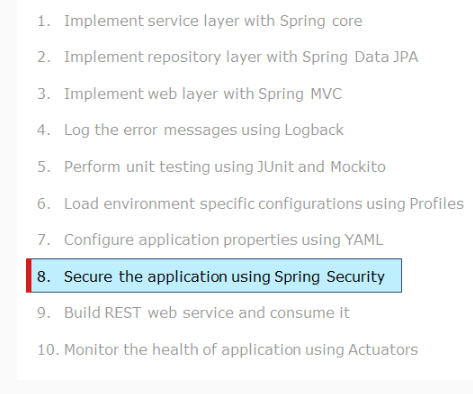 1. Implement service layer with Spring core
2. Implement repository layer with Spring Data JPA
3. Implement web layer with Spring MVC
4. Log the error messages using Logback
5. Perform unit testing using JUnit and Mockito
6. Load environment specific configurations using Profiles
7. Configure application properties using YAML
8. Secure the application using Spring Security
9. Build REST web service and consume it
10. Monitor the health of application using Actuators